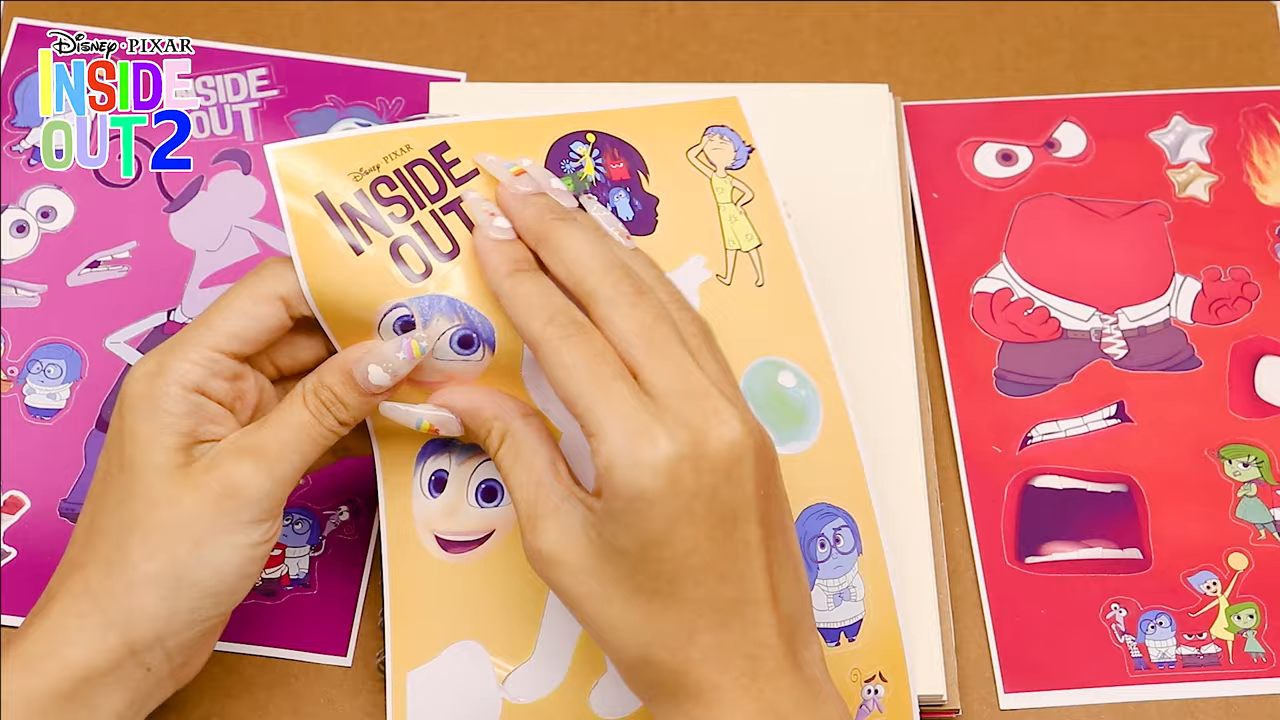 Disney · PIXAR
INSIDE
OUT 2
INSIDE
OUT
Disney PIXAR
INSIDE
OUT